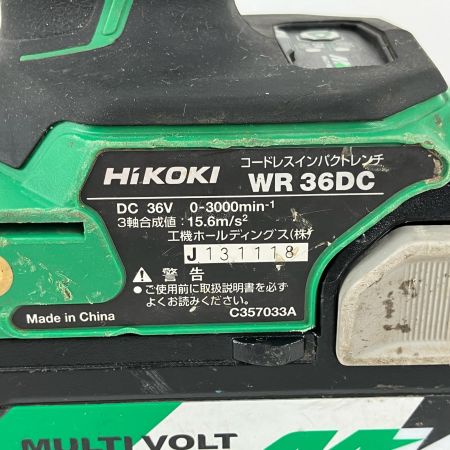 HiKOKI
コードレスインパクトレンチ
WR 36DC
DC 36V 0-3000min-1
3軸合成値:15.6m/s2
工機ホールディングス(株)
J 131118
⚠ 警告
●ご使用前に取扱説明書を必ず
よくお読みください。
Made in China
C357033A
MULTI VOLT